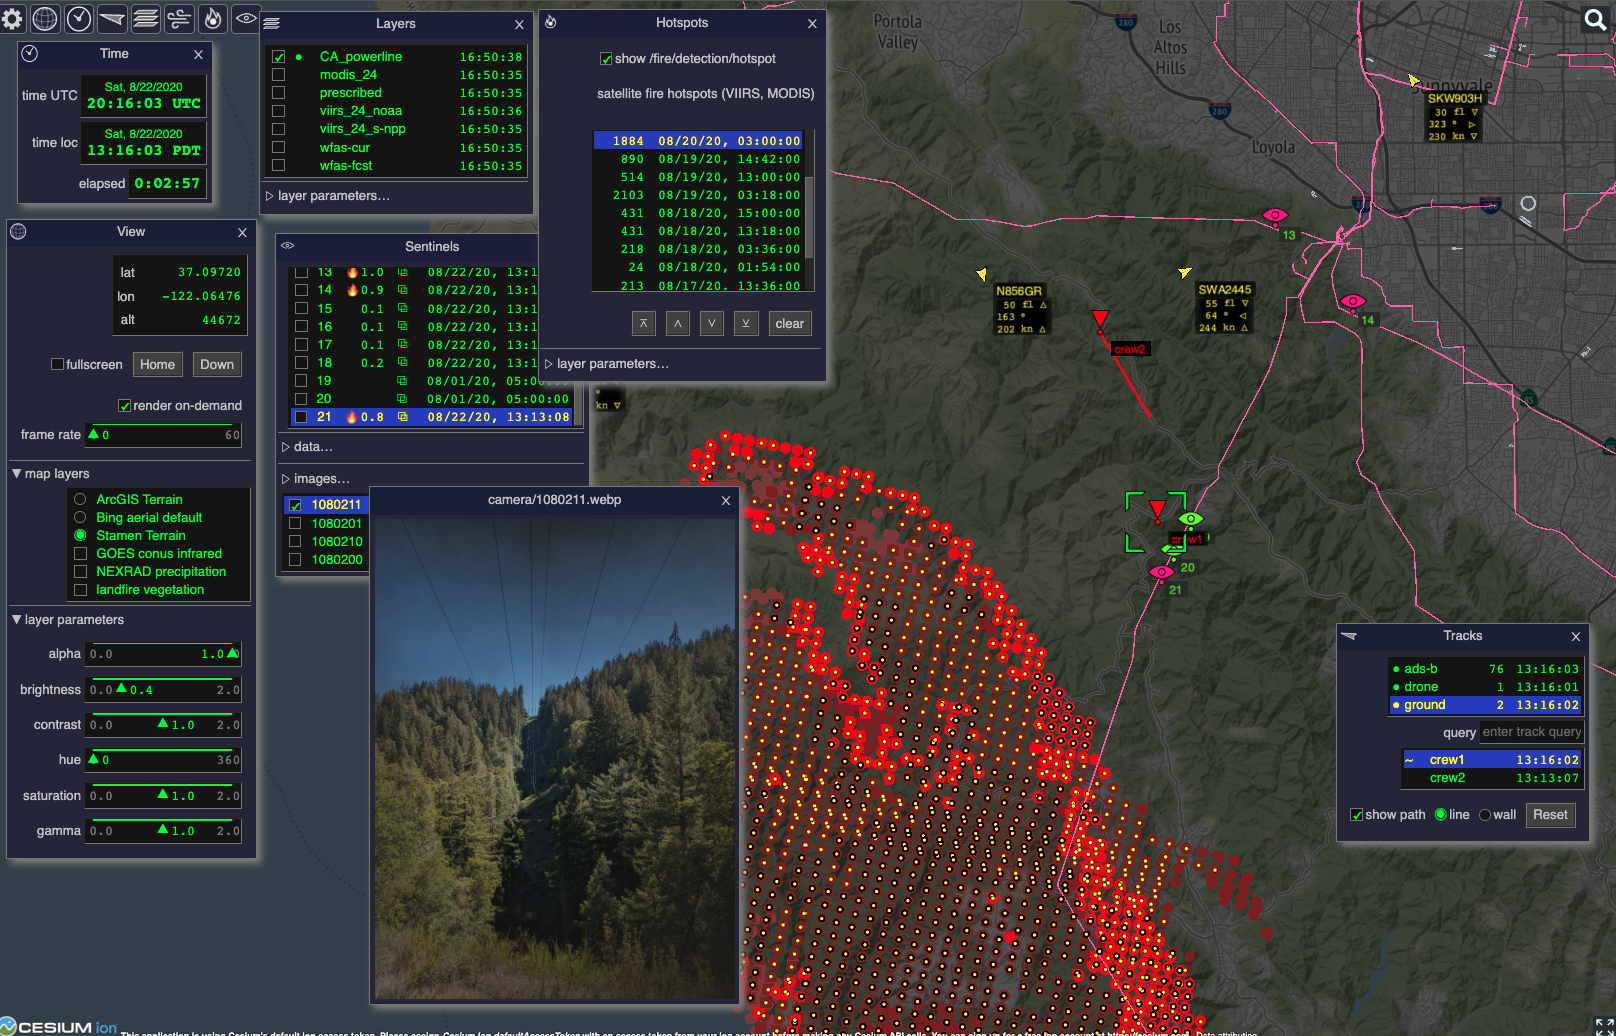 Time
time UTC
Sat, 8/22/2020
20:16:03 UTC
time loc
Sat, 8/22/2020
13:16:03 PDT
elapsed 0:02:57
View
lat 37.09720
lon -122.06476
alt 44672
fullscreen Home Down
render on-demand
frame rate 0 60
map layers
ArcGIS Terrain
Bing aerial default
Stamen Terrain
GOES conus infrared
NEXRAD precipitation
landfire vegetation
layer parameters
alpha 0.0 1.0
brightness 0.0 0.4 2.0
contrast 0.0 1.0 2.0
hue 0 360
saturation 0.0 1.0 2.0
gamma 0.0 1.0 2.0
Layers
CA_powerline 16:50:38
modis_24 16:50:35
prescribed 16:50:35
viirs_24_noaa 16:50:36
viirs_24_s-npp 16:50:35
wfas-cur 16:50:35
wfas-fcst 16:50:35
layer parameters...
Sentinels
13 1.0 08/22/20, 13:1
14 0.9 08/22/20, 13:1
15 0.1 08/22/20, 13:1
16 0.1 08/22/20, 13:1
17 0.1 08/22/20, 13:1
18 0.2 08/22/20, 13:1
19 08/01/20, 05:00:00
20 08/01/20, 05:00:00
21 0.8 08/22/20, 13:13:08
data...
images...
1080211
1080201
1080210
1080200
camera/1080211.webp
Hotspots
show /fire/detection/hotspot
satellite fire hotspots (VIIRS, MODIS)
1884 08/20/20, 03:00:00
890 08/19/20, 14:42:00
514 08/19/20, 13:00:00
2103 08/19/20, 03:18:00
431 08/18/20, 15:00:00
431 08/18/20, 13:18:00
218 08/18/20, 03:36:00
24 08/18/20, 01:54:00
213 08/17/20, 13:36:00
clear
layer parameters...
kn
Portola
Valley
280
Los
Altos
Hills
280
Loyola
Sunnyvale
SKW903H
30 fl
323 °
230 kn
13
14
N856GR
50 fl
163 °
202 kn
SWA2445
55 fl
64 °
244 kn
crew2
crew1
20
21
Tracks
ads-b 76 13:16:03
drone 1 13:16:01
ground 2 13:16:02
query enter track query
~ crew1 13:16:02
crew2 13:13:07
show path line wall Reset
CESIUM ion